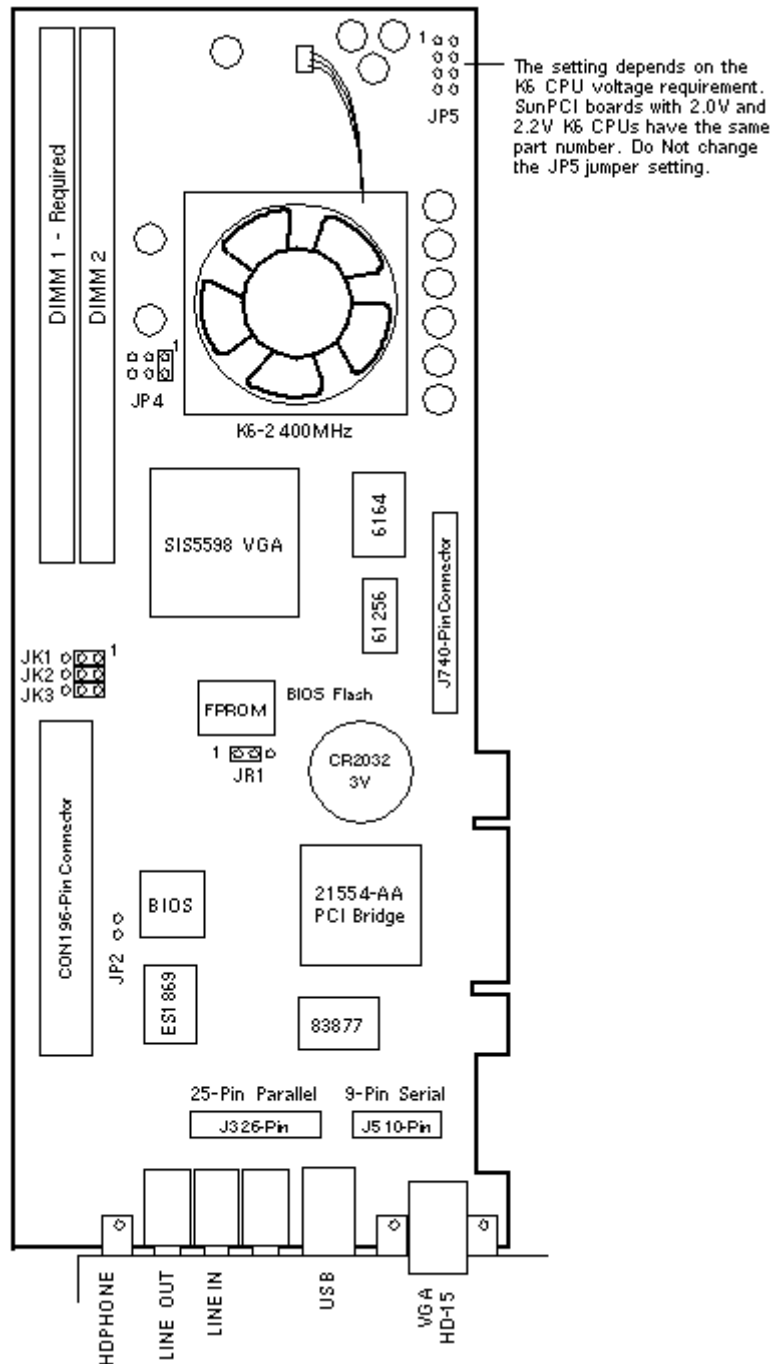 1
JP5
The setting depends on the
K6 CPU voltage requirement.
SunPCI boards with 2.0V and
2.2V K6 CPUs have the same
part number. Do Not change
the JP5 jumper setting.
DIMM 1 - Required
DIMM 2
1
JP4
K6-2 400MHz
SIS5598 VGA
6164
61256
J740-Pin Connector
JK1
1
JK2
JK3
FPROM
BIOS Flash
1
JR1
CR2032
3V
CON196-Pin Connector
BIOS
JP2
21554-AA
PCI Bridge
ES1869
83877
25-Pin Parallel
9-Pin Serial
J326-Pin
J510-Pin
HDPHONE
LINE OUT
LINE IN
USB
VGA
HD-15